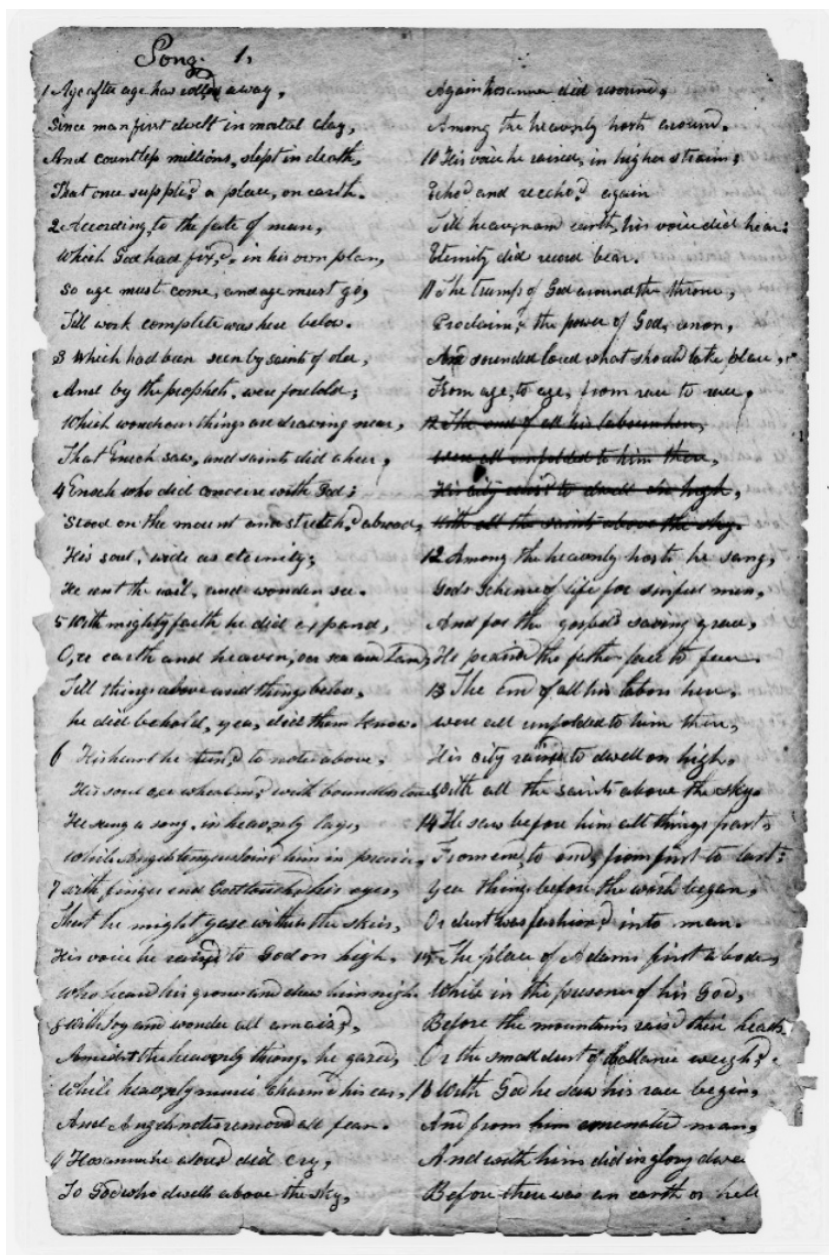 Song. 1,
1 Age after age has rolled away,
Since man first dwelt in mortal clay,
And countless millions, slept in death,
That once supplid a place, on earth.
2 According, to the fate of man,
Which God had fix,d, in his own plan,
So age must come, and age must go,
Till work complete was here below.
3 Which had been seen by saints of old,
And by the prophets, were foretold;
Which wondrous things are drawing near,
That Enoch saw, and saints did
4 Enoch who did converse with God;
Stood on the mount and stretch,d abroad,
His soul, wide as eternity;
He rent the vail, and wonders see.
5 With mighty faith he did expand,
O,re earth and heaven; oer sea and land,
Till things above and things below,
he did behold, yea, did them know.
6 His heart he tun,d to notes above,
His soul ore whelm,d with boundless love
He sung a song, in heavenly lays,
While Angels tongues him in praise,
7 With finger end God touch,d his eyes,
That he might gaze within the skies,
His voice he rais,d to God on high,
Who heard his groans and drew him nigh
8 With Joy and wonder all amaz,d,
Amidst the heavenly throng, he gazed,
While heavenly music charm,d his ear,
And Angels notes remov,d all fear.
9 Hosanna he aloud did cry,
To God who dwells above the sky,
Again hosanna did resound,
Among the heavenly hosts around.
10 His voice he raised, in higher strains,
Echo,d and reecho,d again
Till heaven and earth, his voice did hear:
Eternity did record bear.
11 The trump of God around the throne,
Proclaim,d the power of God, anon,
And sounded loud what should take place,
From age, to age, from race to race,
12 The end of all his labours here,
were all unfolded to him there,
His city rais'd to dwell on high,
With all the saints above the sky.
12 Among the heavenly hosts he sang,
Gods Scheme of life for sinful man,
And for the gospel's saving grace,
He praised the father face to face.
13 The end of all his labors here,
were all unfolded to him there,
His city rais,d to dwell on high,
With all the saints above the sky.
14 He saw before him all things past,
From end, to end, from first to last:
Yea things before the world began,
Or dust was fashion,d into man.
15 The place of Adams first abode,
While in the presence of his God,
Before the mountains rais'd their heads
Or the small dust of ballance weigh,d.
16 With God he saw his race began,
And from him emenated man,
And with him did in glory
Before there was an earth or hell